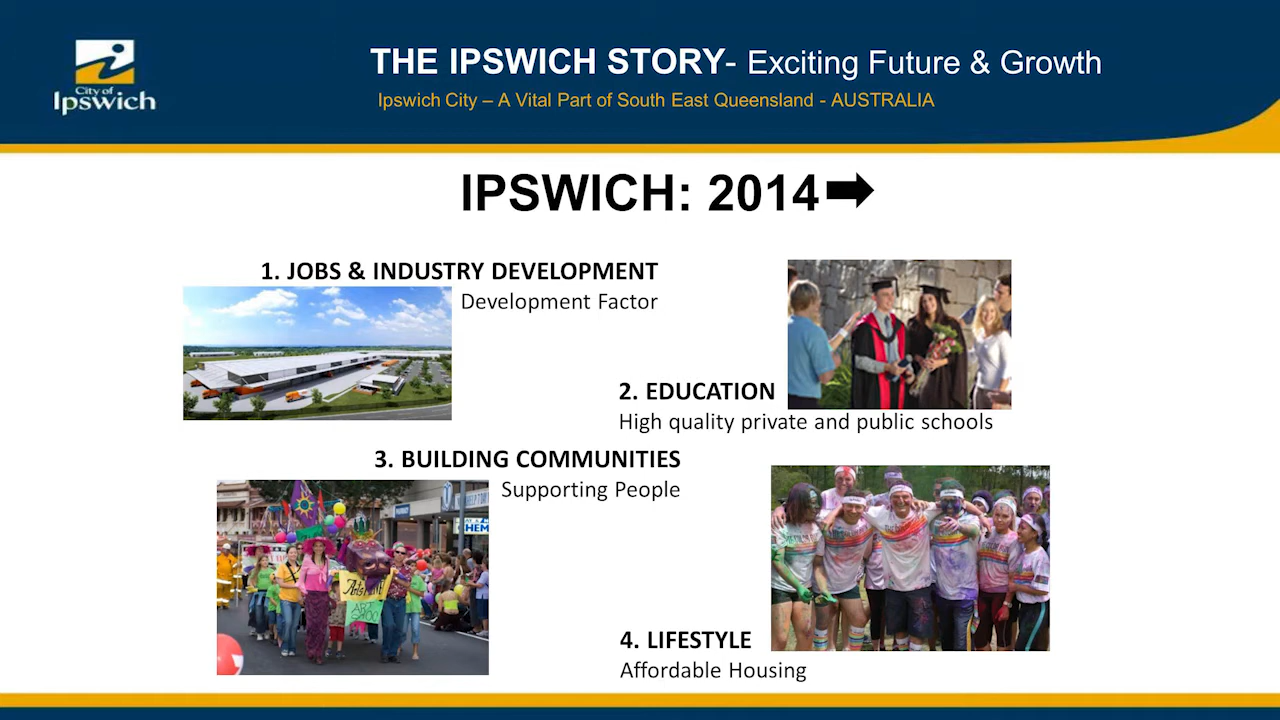 City of
Ipswich
THE IPSWICH STORY- Exciting Future & Growth
Ipswich City – A Vital Part of South East Queensland - AUSTRALIA
IPSWICH: 2014➡
1. JOBS & INDUSTRY DEVELOPMENT
Development Factor
2. EDUCATION
High quality private and public schools
3. BUILDING COMMUNITIES
Supporting People
4. LIFESTYLE
Affordable Housing